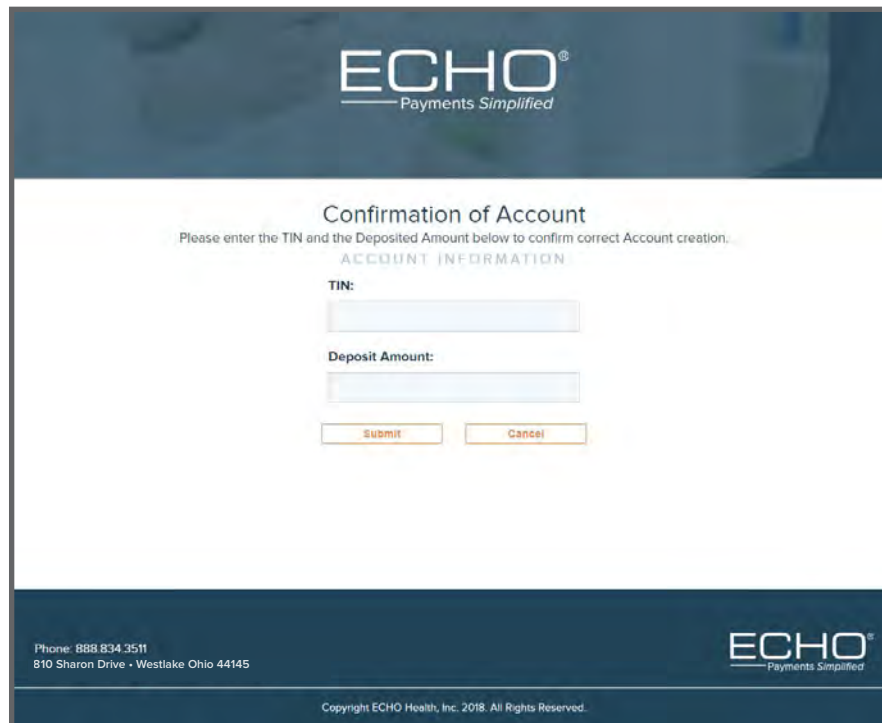 ECHO®
Payments Simplified
Confirmation of Account
Please enter the TIN and the Deposited Amount below to confirm correct Account creation.
ACCOUNT INFORMATION
TIN:
Deposit Amount:
Submit Cancel
Phone: 888.834.3511
810 Sharon Drive • Westlake Ohio 44145
ECHO®
Payments Simplified
Copyright ECHO Health, Inc. 2018. All Rights Reserved.